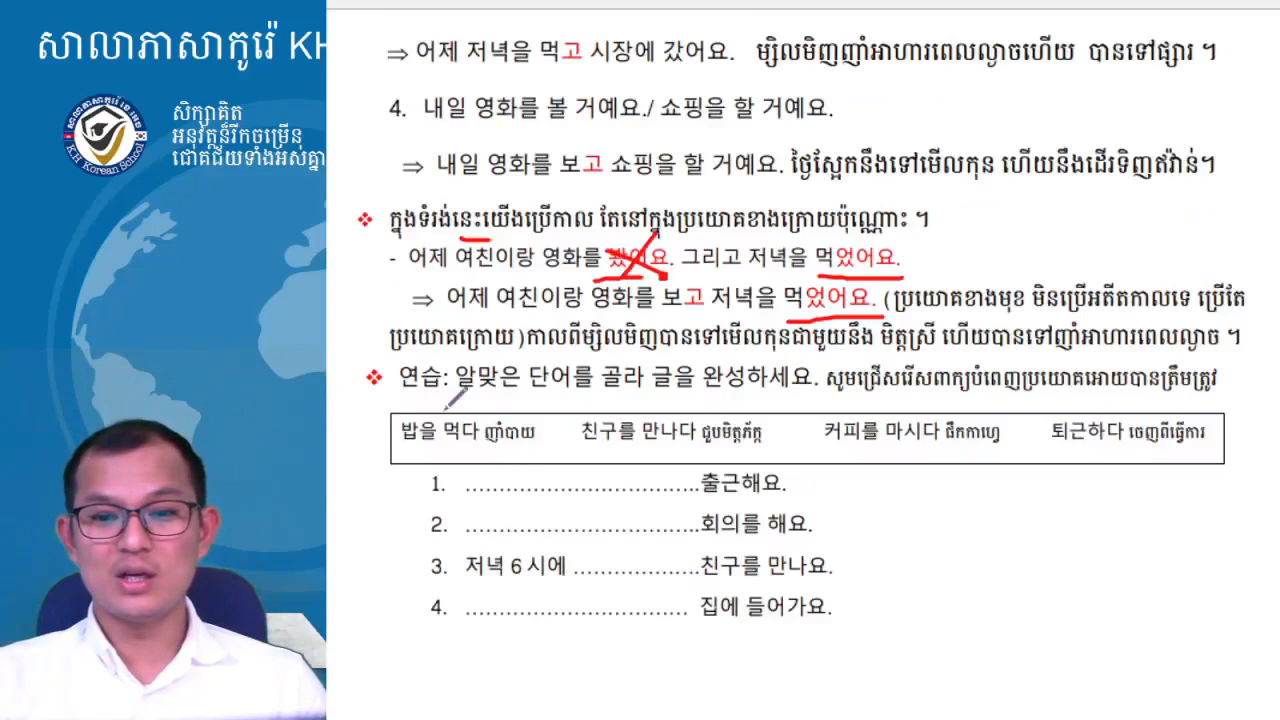 សាលាភាសាកូរ៉េ KH
សិក្សាគិត
អនុវត្តន៍រីកចម្រើន
ជោគជ័យទាំងអស់គ្នា
K.H Korean School
⇒ 어제 저녁을 먹고 시장에 갔어요. ម្សិលមិញញ៉ាំអាហារពេលល្ងាចហើយ បានទៅផ្សារ ។
4. 내일 영화를 볼 거예요./ 쇼핑을 할 거예요.
⇒ 내일 영화를 보고 쇼핑을 할 거예요. ថ្ងៃស្អែកនឹងទៅមើលកុន ហើយនឹងដើរទិញឥវ៉ាន់។
❖ ក្នុងទំរង់នេះយើងប្រើកាល តែនៅក្នុងប្រយោគខាងក្រោយប៉ុណ្ណោះ ។
- 어제 여친이랑 영화를 봤어요. 그리고 저녁을 먹었어요.
⇒ 어제 여친이랑 영화를 보고 저녁을 먹었어요. (ប្រយោគខាងមុខ មិនប្រើអតីតកាលទេ ប្រើតែ
ប្រយោគក្រោយ)កាលពីម្សិលមិញបានទៅមើលកុនជាមួយនឹង មិត្តស្រី ហើយបានទៅញ៉ាំអាហារពេលល្ងាច ។
❖ 연습: 알맞은 단어를 골라 글을 완성하세요. សូមជ្រើសរើសពាក្យបំពេញប្រយោគអោយបានត្រឹមត្រូវ
밥을 먹다 ញ៉ាំបាយ 친구를 만나다 ជួបមិត្តភ័ក្ត 커피를 마시다 ផឹកកាហ្វេ 퇴근하다 ចេញពីធ្វើការ
1. ……………………………..출근해요.
2. ……………………………..회의를 해요.
3. 저녁 6시에 ……………….친구를 만나요.
4. …………………………… 집에 들어가요.